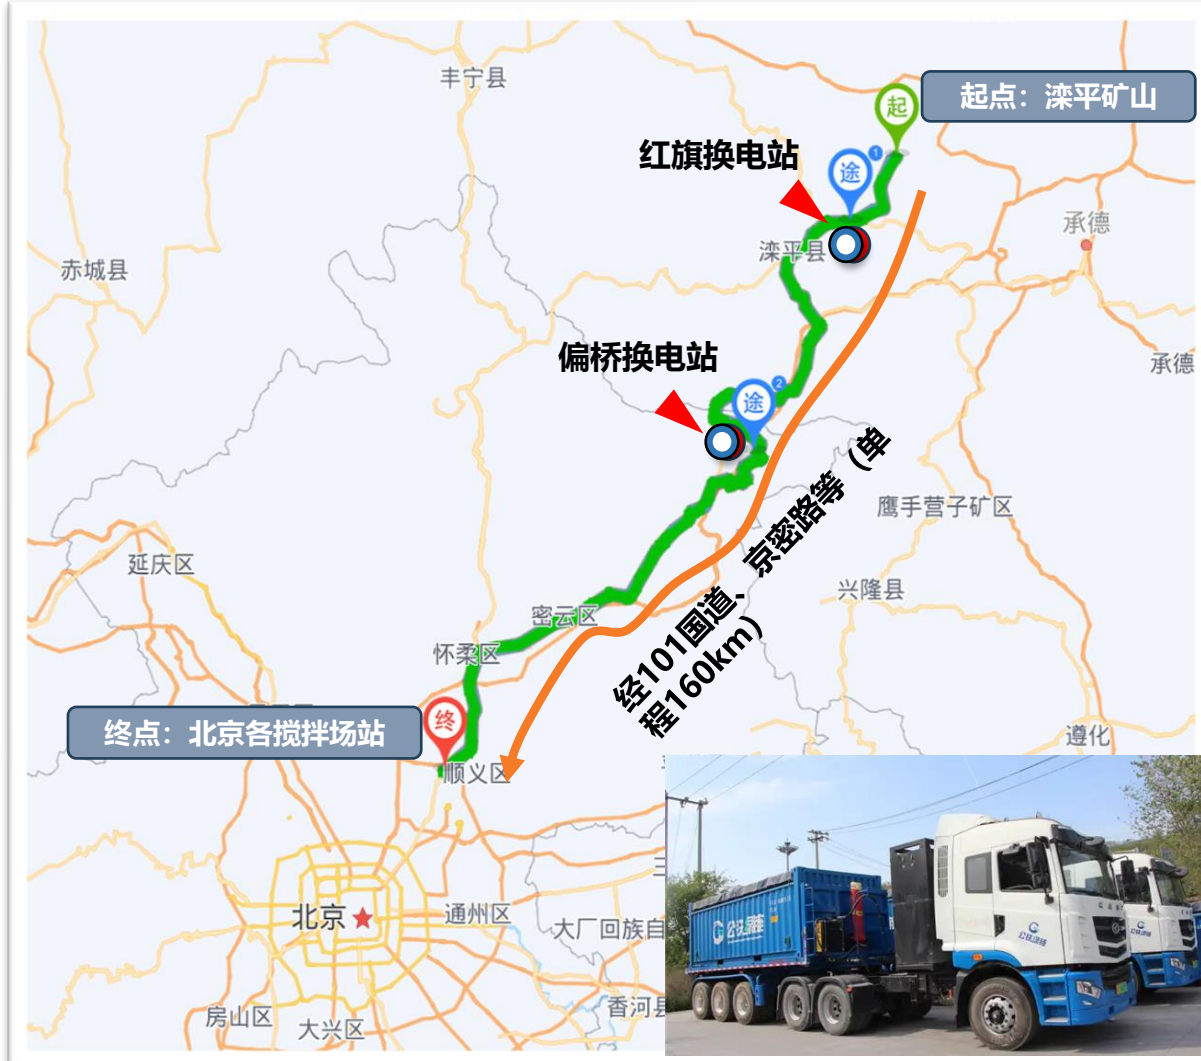 丰宁县
起点：滦平矿山
起
红旗换电站
途
1
承德
滦平县
赤城县
偏桥换电站
承德
途
2
经101国道、京密路等（单
程160km）
鹰手营子矿区
延庆区
兴隆县
密云区
怀柔区
终
终点：北京各搅拌场站
遵化
顺义区
北京
通州区
大厂回族自
香河县
房山区
大兴区